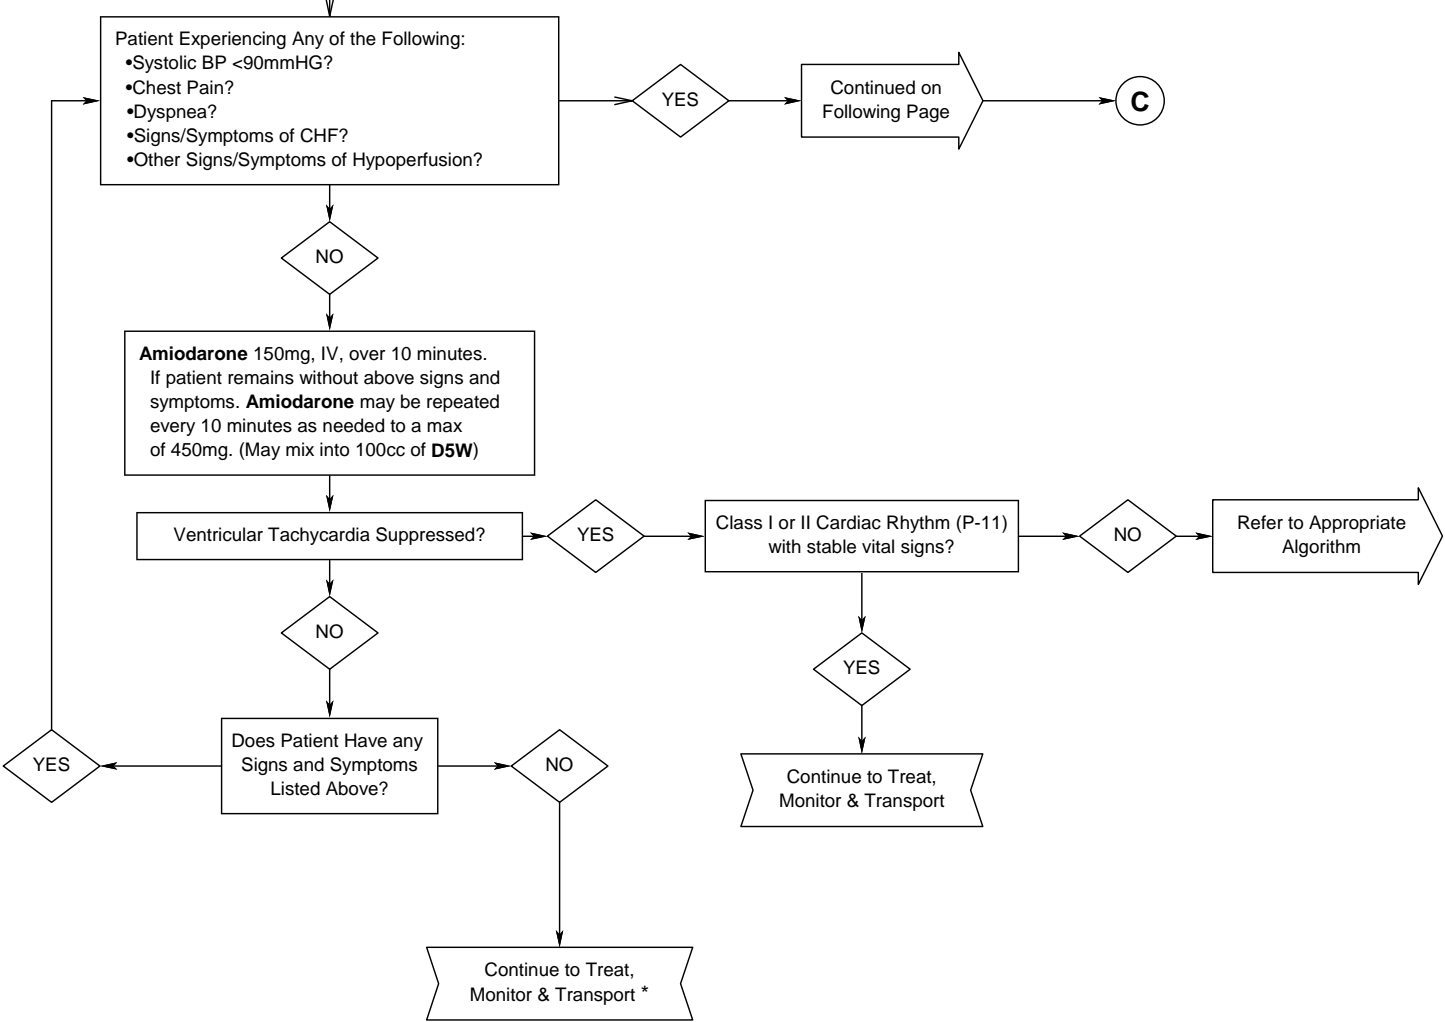 Patient Experiencing Any of the Following:
•Systolic BP <90mmHG?
•Chest Pain?
•Dyspnea?
•Signs/Symptoms of CHF?
•Other Signs/Symptoms of Hypoperfusion?
YES
Continued on
Following Page
C
NO
Amiodarone 150mg, IV, over 10 minutes.
If patient remains without above signs and
symptoms. Amiodarone may be repeated
every 10 minutes as needed to a max
of 450mg. (May mix into 100cc of D5W)
Ventricular Tachycardia Suppressed?
YES
Class I or II Cardiac Rhythm (P-11)
with stable vital signs?
NO
Refer to Appropriate
Algorithm
NO
YES
Does Patient Have any
Signs and Symptoms
Listed Above?
YES
NO
Continue to Treat,
Monitor & Transport
Continue to Treat,
Monitor & Transport *